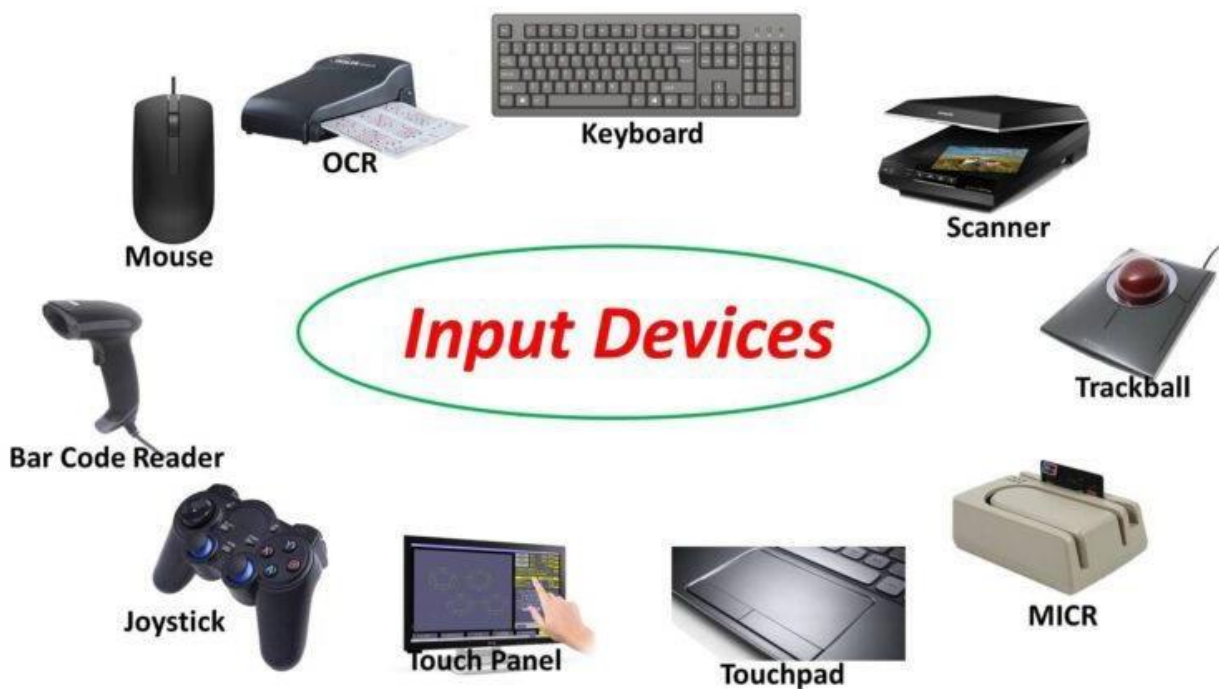 Keyboard
OCR
Scanner
Mouse
Input Devices
Trackball
Bar Code Reader
MICR
Joystick
Touch Panel
Touchpad